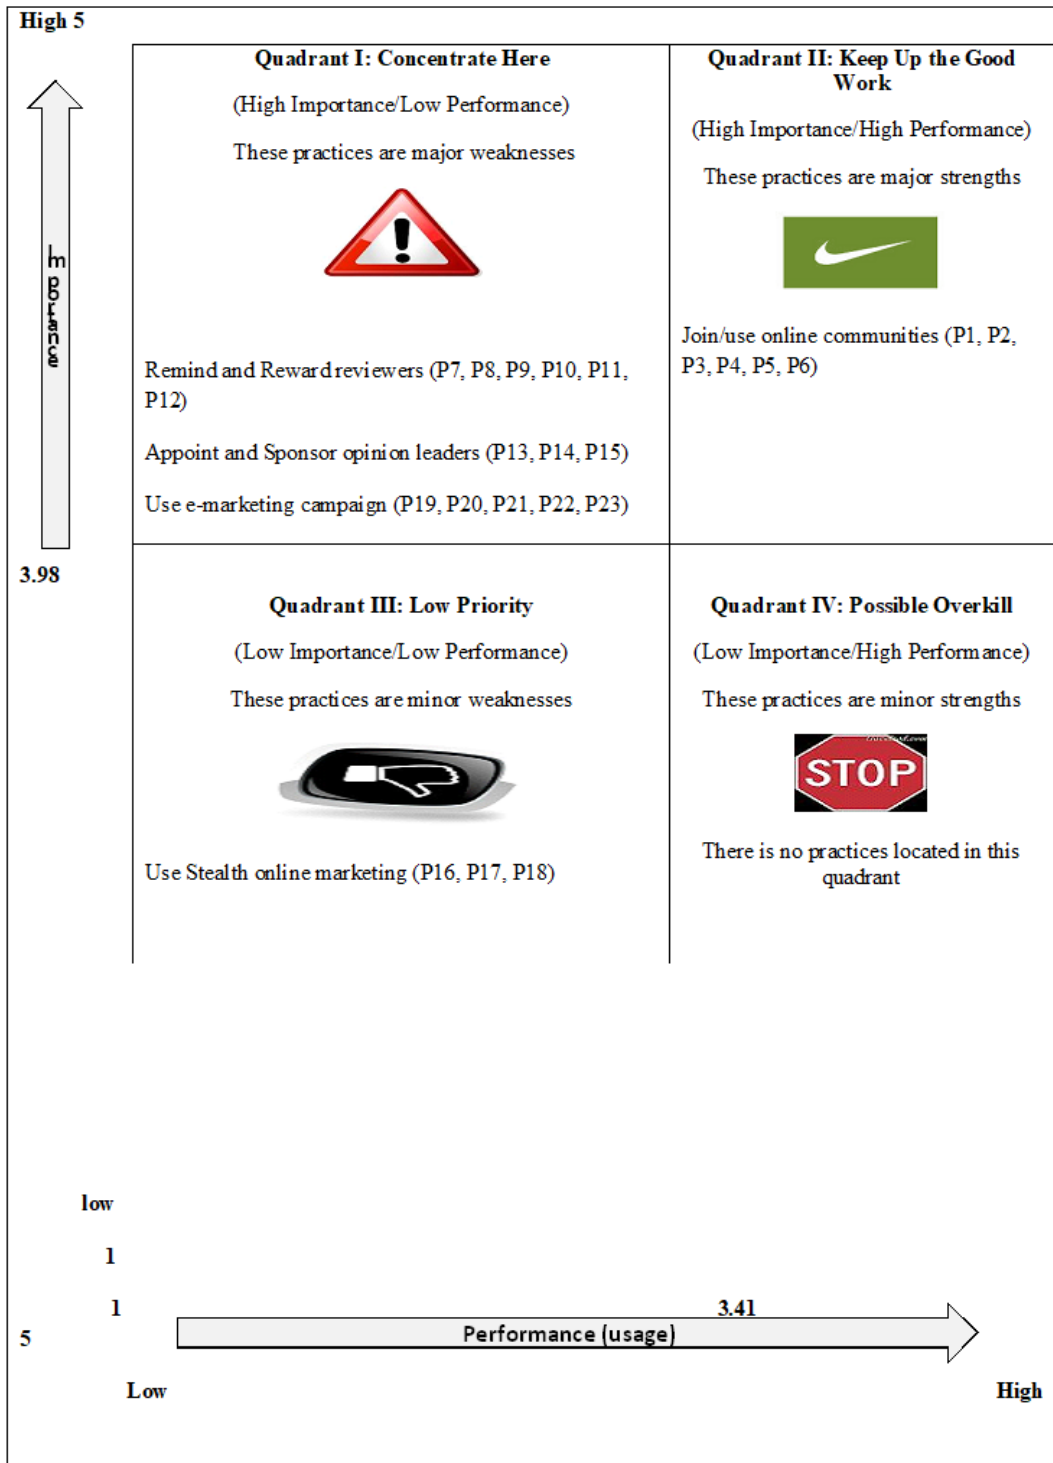 High 5
Quadrant I: Concentrate Here
(High Importance/Low Performance)
These practices are major weaknesses
Remind and Reward reviewers (P7, P8, P9, P10, P11,
P12)
Appoint and Sponsor opinion leaders (P13, P14, P15)
Use e-marketing campaign (P19, P20, P21, P22, P23)
Quadrant II: Keep Up the Good
Work
(High Importance/High Performance)
These practices are major strengths
Join/use online communities (P1, P2,
P3, P4, P5, P6)
Importance
3.98
Quadrant III: Low Priority
(Low Importance/Low Performance)
These practices are minor weaknesses
Use Stealth online marketing (P16, P17, P18)
Quadrant IV: Possible Overkill
(Low Importance/High Performance)
These practices are minor strengths
STOP
There is no practices located in this
quadrant
low
1
1
3.41
5
Performance (usage)
Low
High